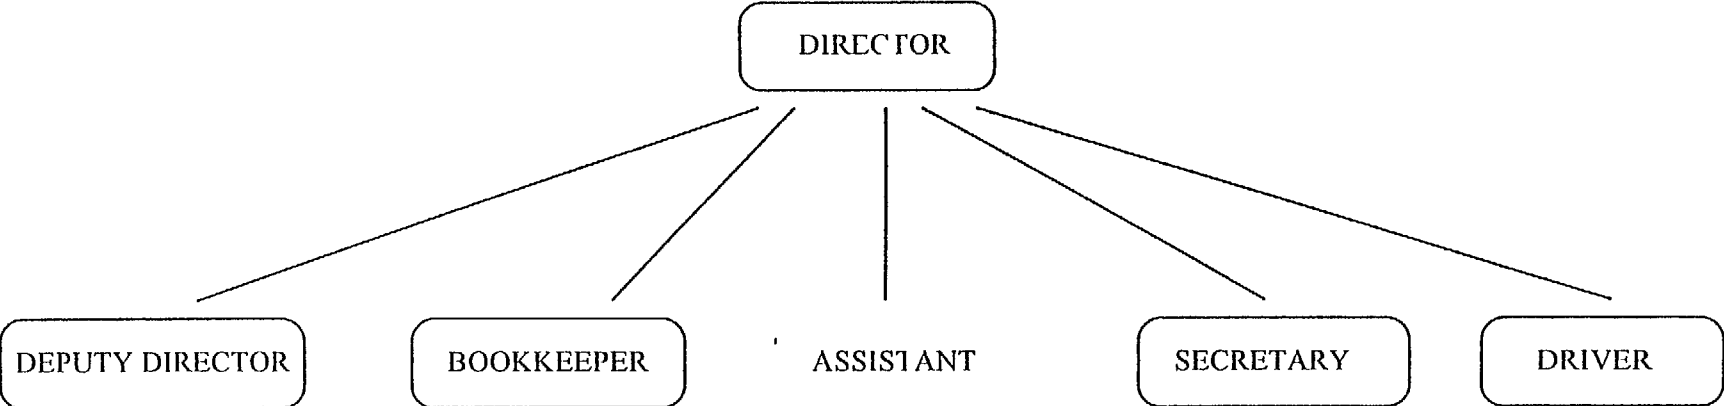 DIRECTOR
DEPUTY DIRECTOR
BOOKKEEPER
ASSISTANT
SECRETARY
DRIVER